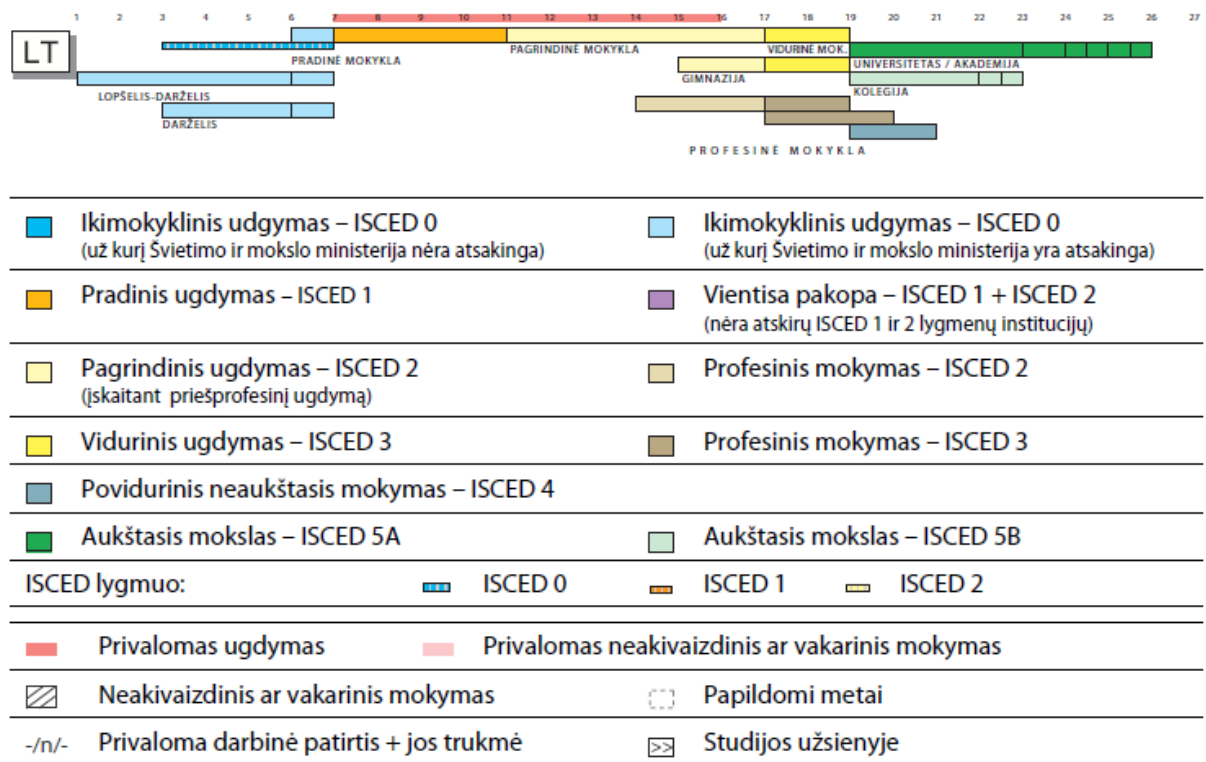 1 2 3 4 5 6 7 8 9 10 11 12 13 14 15 16 17 18 19 20 21 22 23 24 25 26 27
LT
PRADINĖ MOKYKLA
PAGRINDINĖ MOKYKLA
VIDURINĖ MOK.
UNIVERSITETAS / AKADEMIJA
GIMNAZIJA
KOLEGIJA
LOPŠELIS-DARŽELIS
DARŽELIS
PROFESINĖ MOKYKLA
Ikimokyklinis udgymas – ISCED 0
(už kurį Švietimo ir mokslo ministerija nėra atsakinga)
Ikimokyklinis udgymas – ISCED 0
(už kurį Švietimo ir mokslo ministerija yra atsakinga)
Pradinis ugdymas – ISCED 1
Vientisa pakopa – ISCED 1 + ISCED 2
(nėra atskirų ISCED 1 ir 2 lygmenų institucijų)
Pagrindinis ugdymas – ISCED 2
(įskaitant priešprofesinį ugdymą)
Profesinis mokymas – ISCED 2
Vidurinis ugdymas – ISCED 3
Profesinis mokymas – ISCED 3
Povidurinis neaukštasis mokymas – ISCED 4
Aukštasis mokslas – ISCED 5A
Aukštasis mokslas – ISCED 5B
ISCED lygmuo: ISCED 0 ISCED 1 ISCED 2
Privalomas ugdymas
Privalomas neakivaizdinis ar vakarinis mokymas
Neakivaizdinis ar vakarinis mokymas
Papildomi metai
-/n/- Privaloma darbinė patirtis + jos trukmė
>> Studijos užsienyje